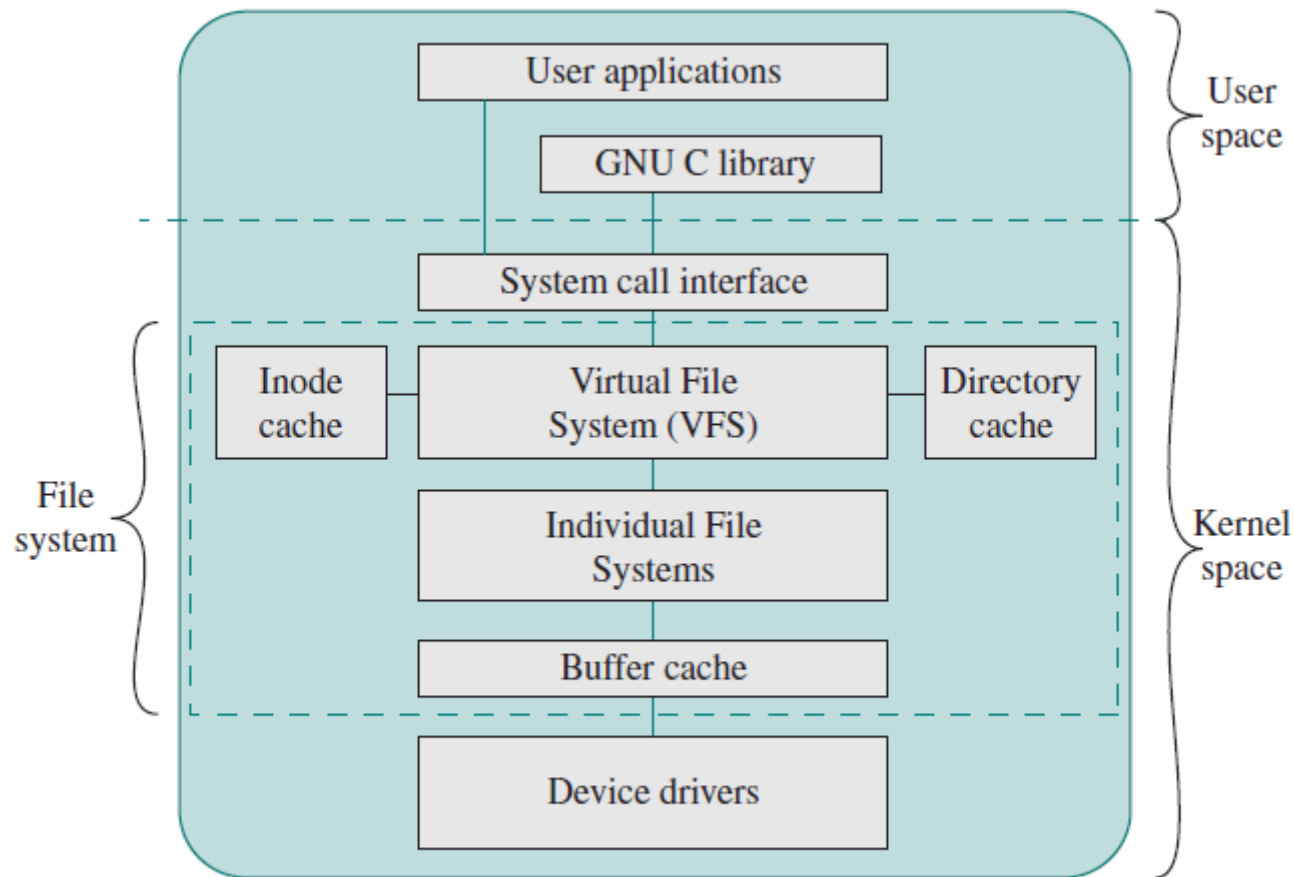 User applications
User
space
GNU C library
System call interface
Inode
cache
Virtual File
System (VFS)
Directory
cache
File
system
Individual File
Systems
Kernel
space
Buffer cache
Device drivers